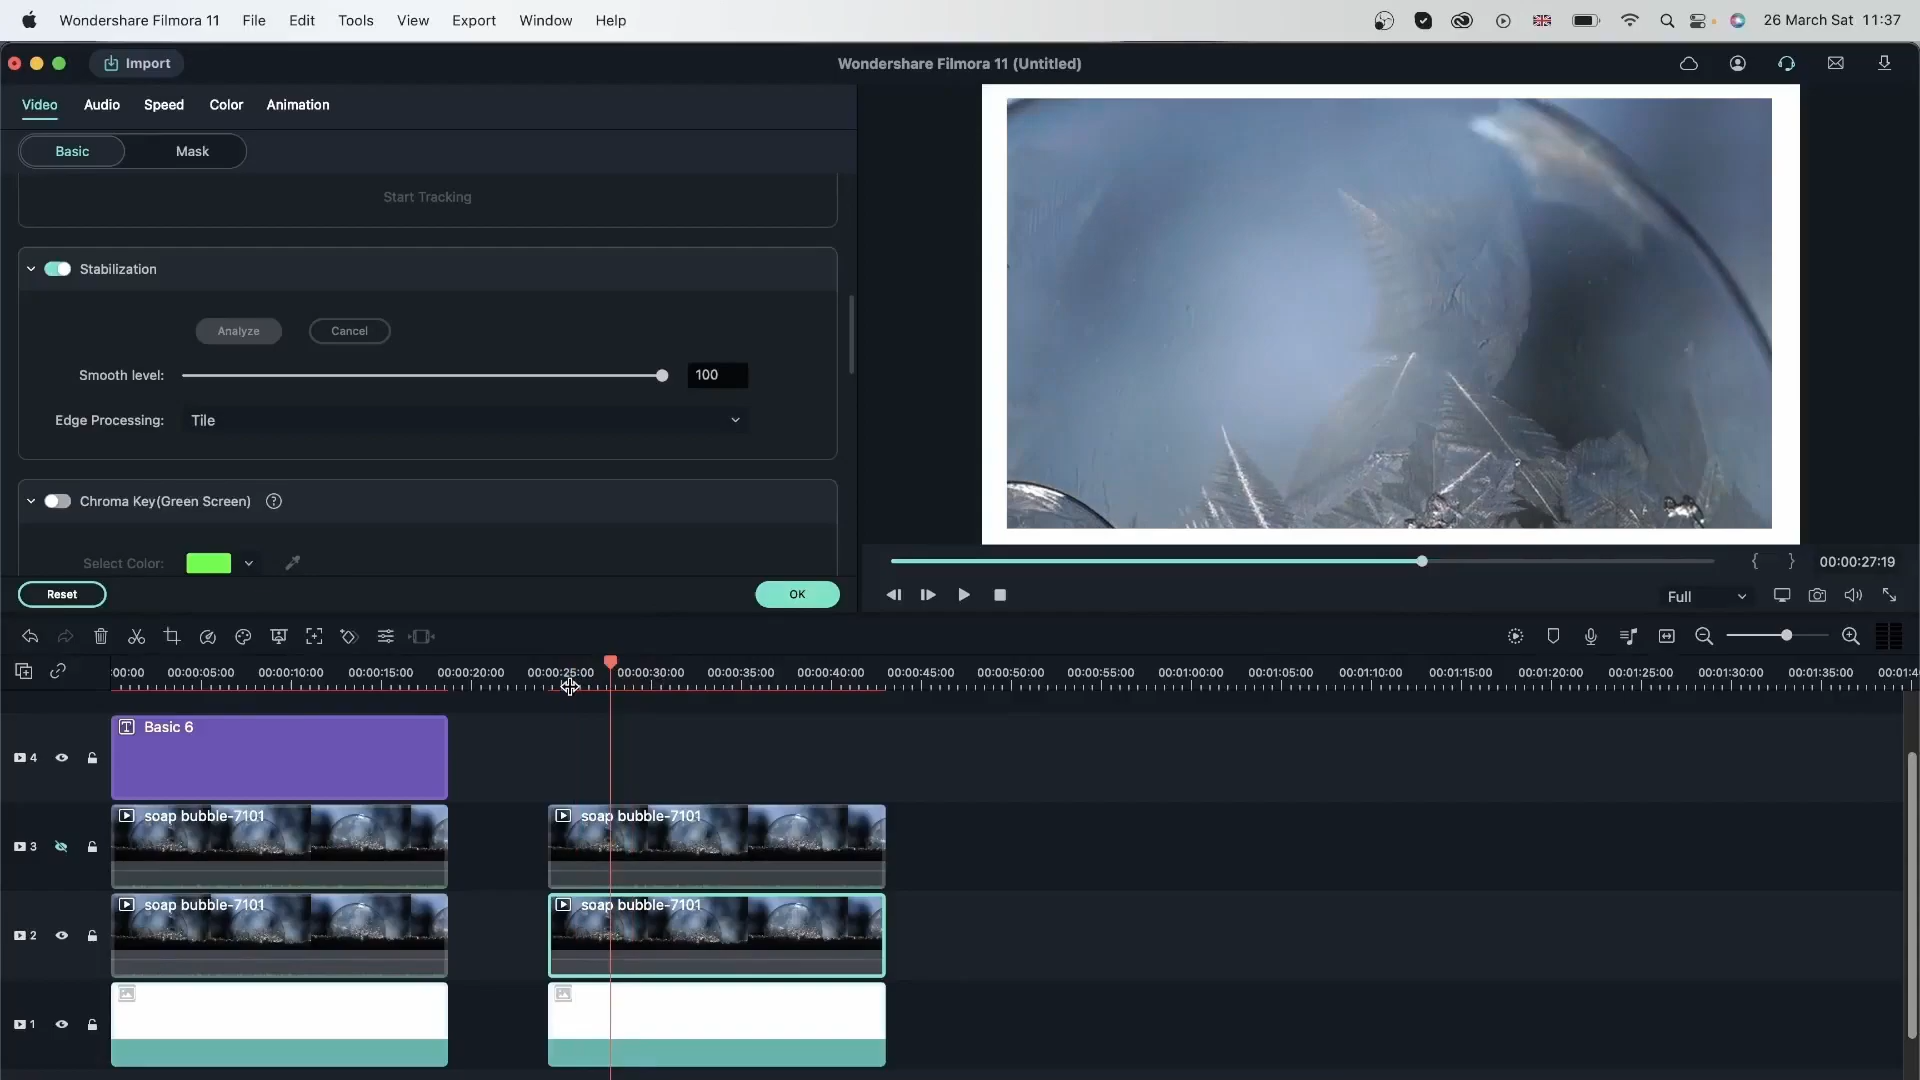 Wondershare Filmora 11 File Edit Tools View Export Window Help 26 March Sat 11:37
Import Wondershare Filmora 11 (Untitled)
Video Audio Speed Color Animation
Basic Mask
Start Tracking
Stabilization
Analyze Cancel
Smooth level: 100
Edge Processing: Tile
Chroma Key(Green Screen) ?
Select Color:
Reset OK
{ } 00:00:27:19
Full
:00:00 00:00:05:00 00:00:10:00 00:00:15:00 00:00:20:00 00:00:25:00 00:00:30:00 00:00:35:00 00:00:40:00 00:00:45:00 00:00:50:00 00:00:55:00 00:01:00:00 00:01:05:00 00:01:10:00 00:01:15:00 00:01:20:00 00:01:25:00 00:01:30:00 00:01:35:00 00:01:4
T Basic 6
4
soap bubble-7101 soap bubble-7101
3
soap bubble-7101 soap bubble-7101
2
1